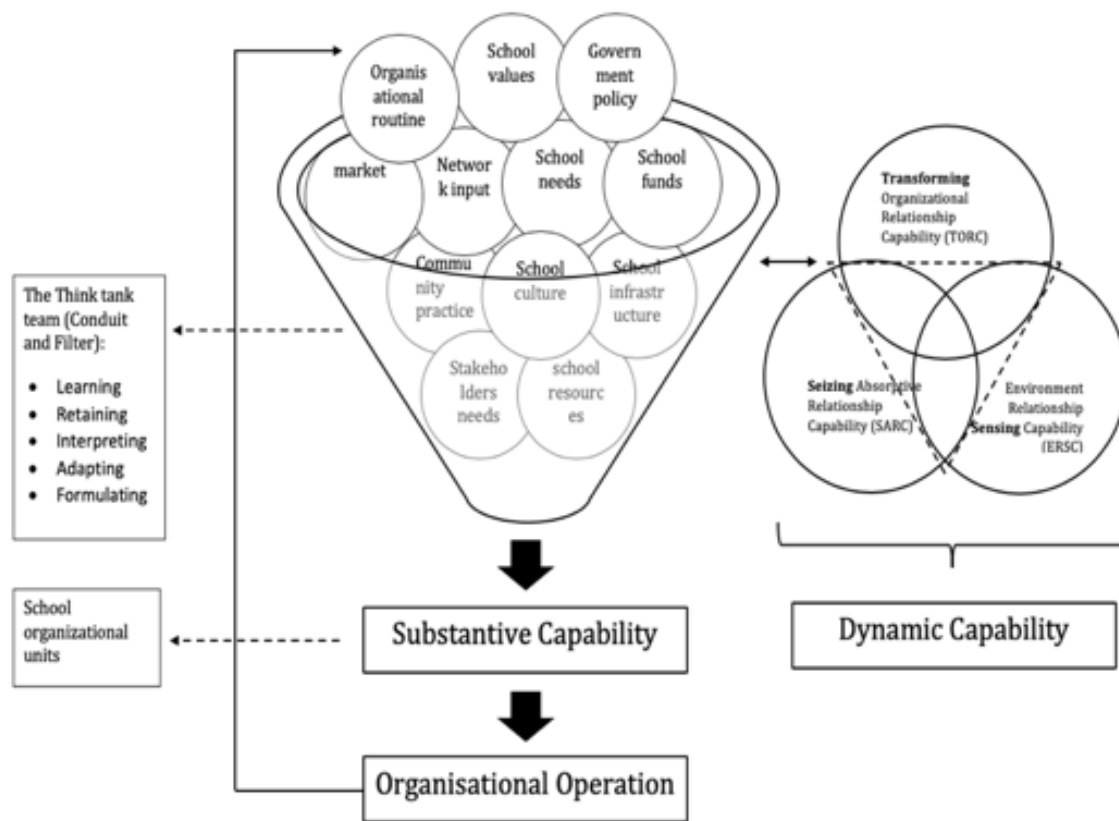 Organis
ational
routine
School
values
Govern
ment
policy
market
Networ
k input
School
needs
School
funds
Commu
nity
practice
School
culture
School
infrastr
ucture
Stakeho
lders
needs
school
resourc
es
The Think tank
team (Conduit
and Filter):
• Learning
• Retaining
• Interpreting
• Adapting
• Formulating
School
organizational
units
Transforming
Organizational
Relationship
Capability (TORC)
Seizing Absorptive
Relationship
Capability (SARC)
Environment
Relationship
Sensing Capability
(ERSC)
Substantive Capability
Dynamic Capability
Organisational Operation